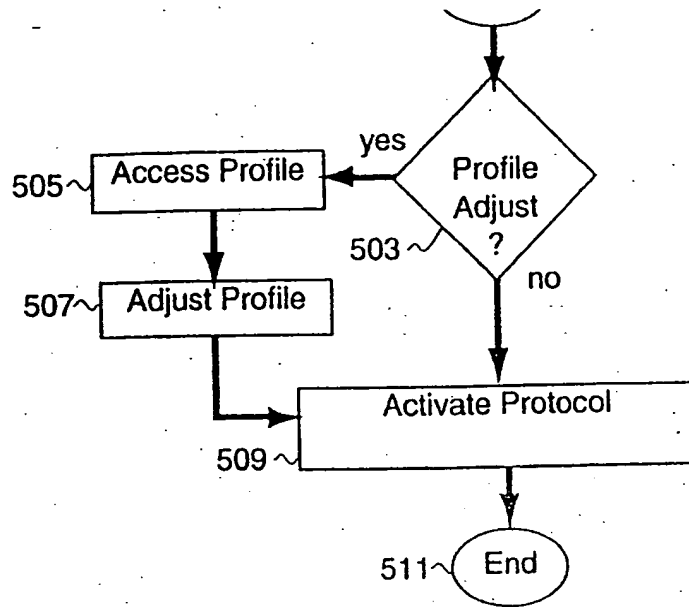 yes
Profile
Adjust
?
503
no
505
Access Profile
507
Adjust Profile
Activate Protocol
509
511
End